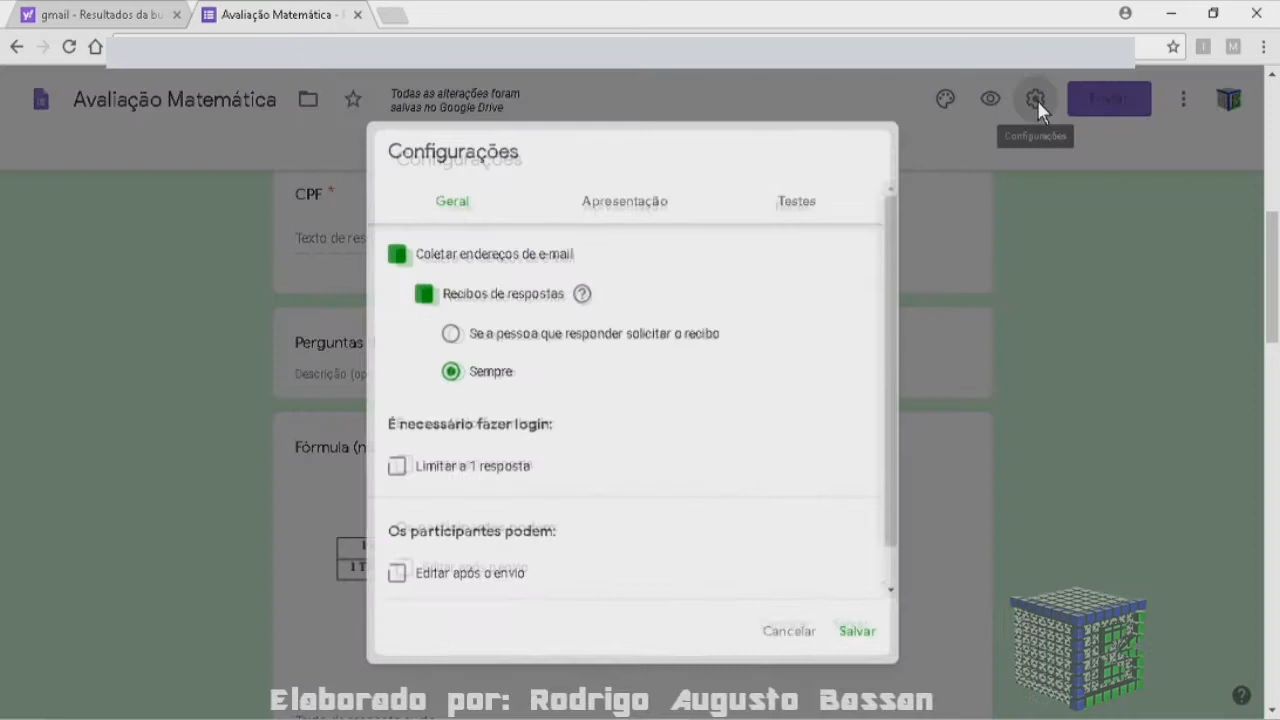 gmail - Resultados da bu
Avaliação Matemática -
Avaliação Matemática
Todas as alterações foram
salvas no Google Drive
Enviar
Configurações
Configurações
Geral
Apresentação
Testes
CPF *
Texto de res
Coletar endereços de e-mail
Recibos de respostas
Se a pessoa que responder solicitar o recibo
Sempre
Perguntas
Descrição (op
É necessário fazer login:
Fórmula (n
Limitar a 1 resposta
Os participantes podem:
Editar após o envio
Cancelar
Salvar
Elaborado por: Rodrigo Augusto Bassan